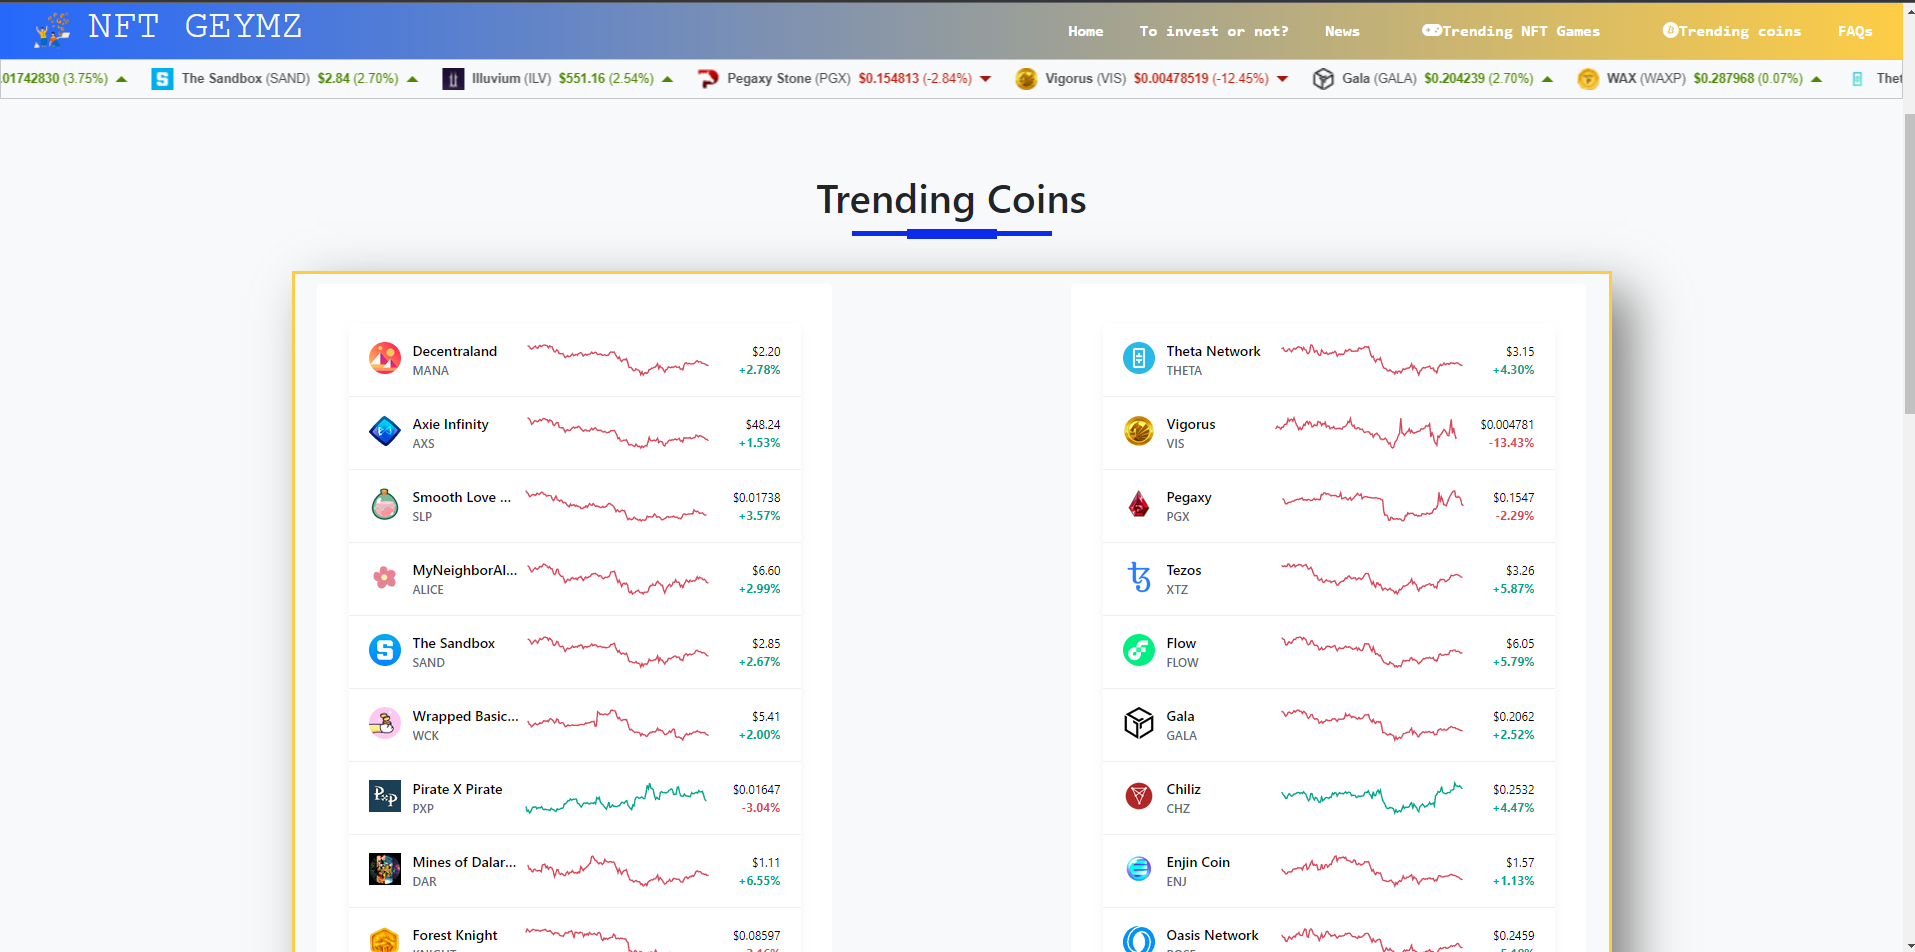 NFT GEYMZ
Home To invest or not? News Trending NFT Games Trending coins FAQs
.01742830 (3.75%) The Sandbox (SAND) $2.84 (2.70%) Illuvium (ILV) $551.16 (2.54%) Pegaxy Stone (PGX) $0.154813 (-2.84%) Vigorus (VIS) $0.00478519 (-12.45%) Gala (GALA) $0.204239 (2.70%) WAX (WAXP) $0.287968 (0.07%) Thet
Trending Coins
Decentraland $2.20
MANA +2.78%
Axie Infinity $48.24
AXS +1.53%
Smooth Love ... $0.01738
SLP +3.57%
MyNeighborAl... $6.60
ALICE +2.99%
The Sandbox $2.85
SAND +2.67%
Wrapped Basic... $5.41
WCK +2.00%
Pirate X Pirate $0.01647
PXP -3.04%
Mines of Dalar... $1.11
DAR +6.55%
Forest Knight $0.08597
Theta Network $3.15
THETA +4.30%
Vigorus $0.004781
VIS -13.43%
Pegaxy $0.1547
PGX -2.29%
Tezos $3.26
XTZ +5.87%
Flow $6.05
FLOW +5.79%
Gala $0.2062
GALA +2.52%
Chiliz $0.2532
CHZ +4.47%
Enjin Coin $1.57
ENJ +1.13%
Oasis Network $0.2459